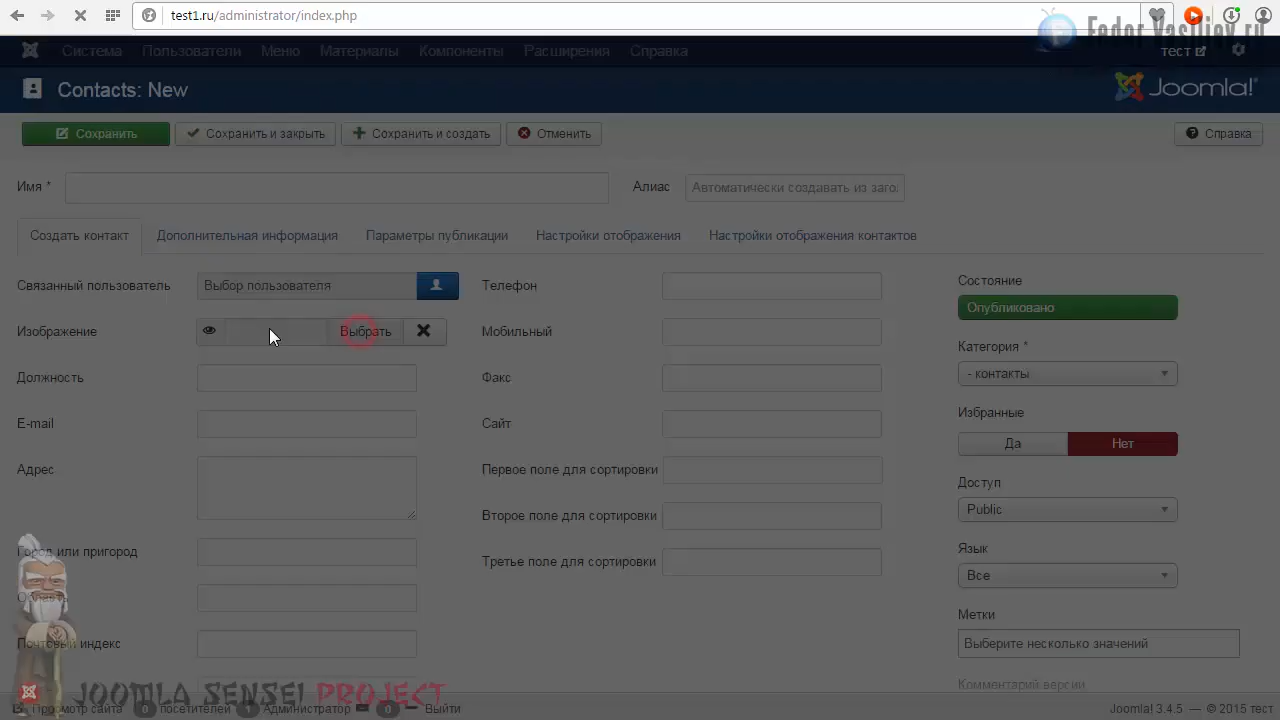 test1.ru/administrator/index.php
Fedor Vasiliev.ru
Система Пользователи Меню Материалы Компоненты Расширения Справка тест
Contacts: New Joomla!
Сохранить Сохранить и закрыть Сохранить и создать Отменить Справка
Имя * Алиас Автоматически создавать из заго
Создать контакт Дополнительная информация Параметры публикации Настройки отображения Настройки отображения контактов
Связанный пользователь Выбор пользователя Телефон Состояние
Опубликовано
Изображение Выбрать Мобильный
Категория *
Должность Факс - контакты
Избранные
E-mail Сайт
Да Нет
Адрес Первое поле для сортировки
Доступ
Public
Второе поле для сортировки
Город или пригород Язык
Третье поле для сортировки
Все
Область
Метки
Почтовый индекс Выберите несколько значений
Комментарий версии
JOOMLA SENSEI PROJECT
Просмотр сайта 0 посетителей 1 Администратор 0 Выйти Joomla! 3.4.5 — © 2015 тест